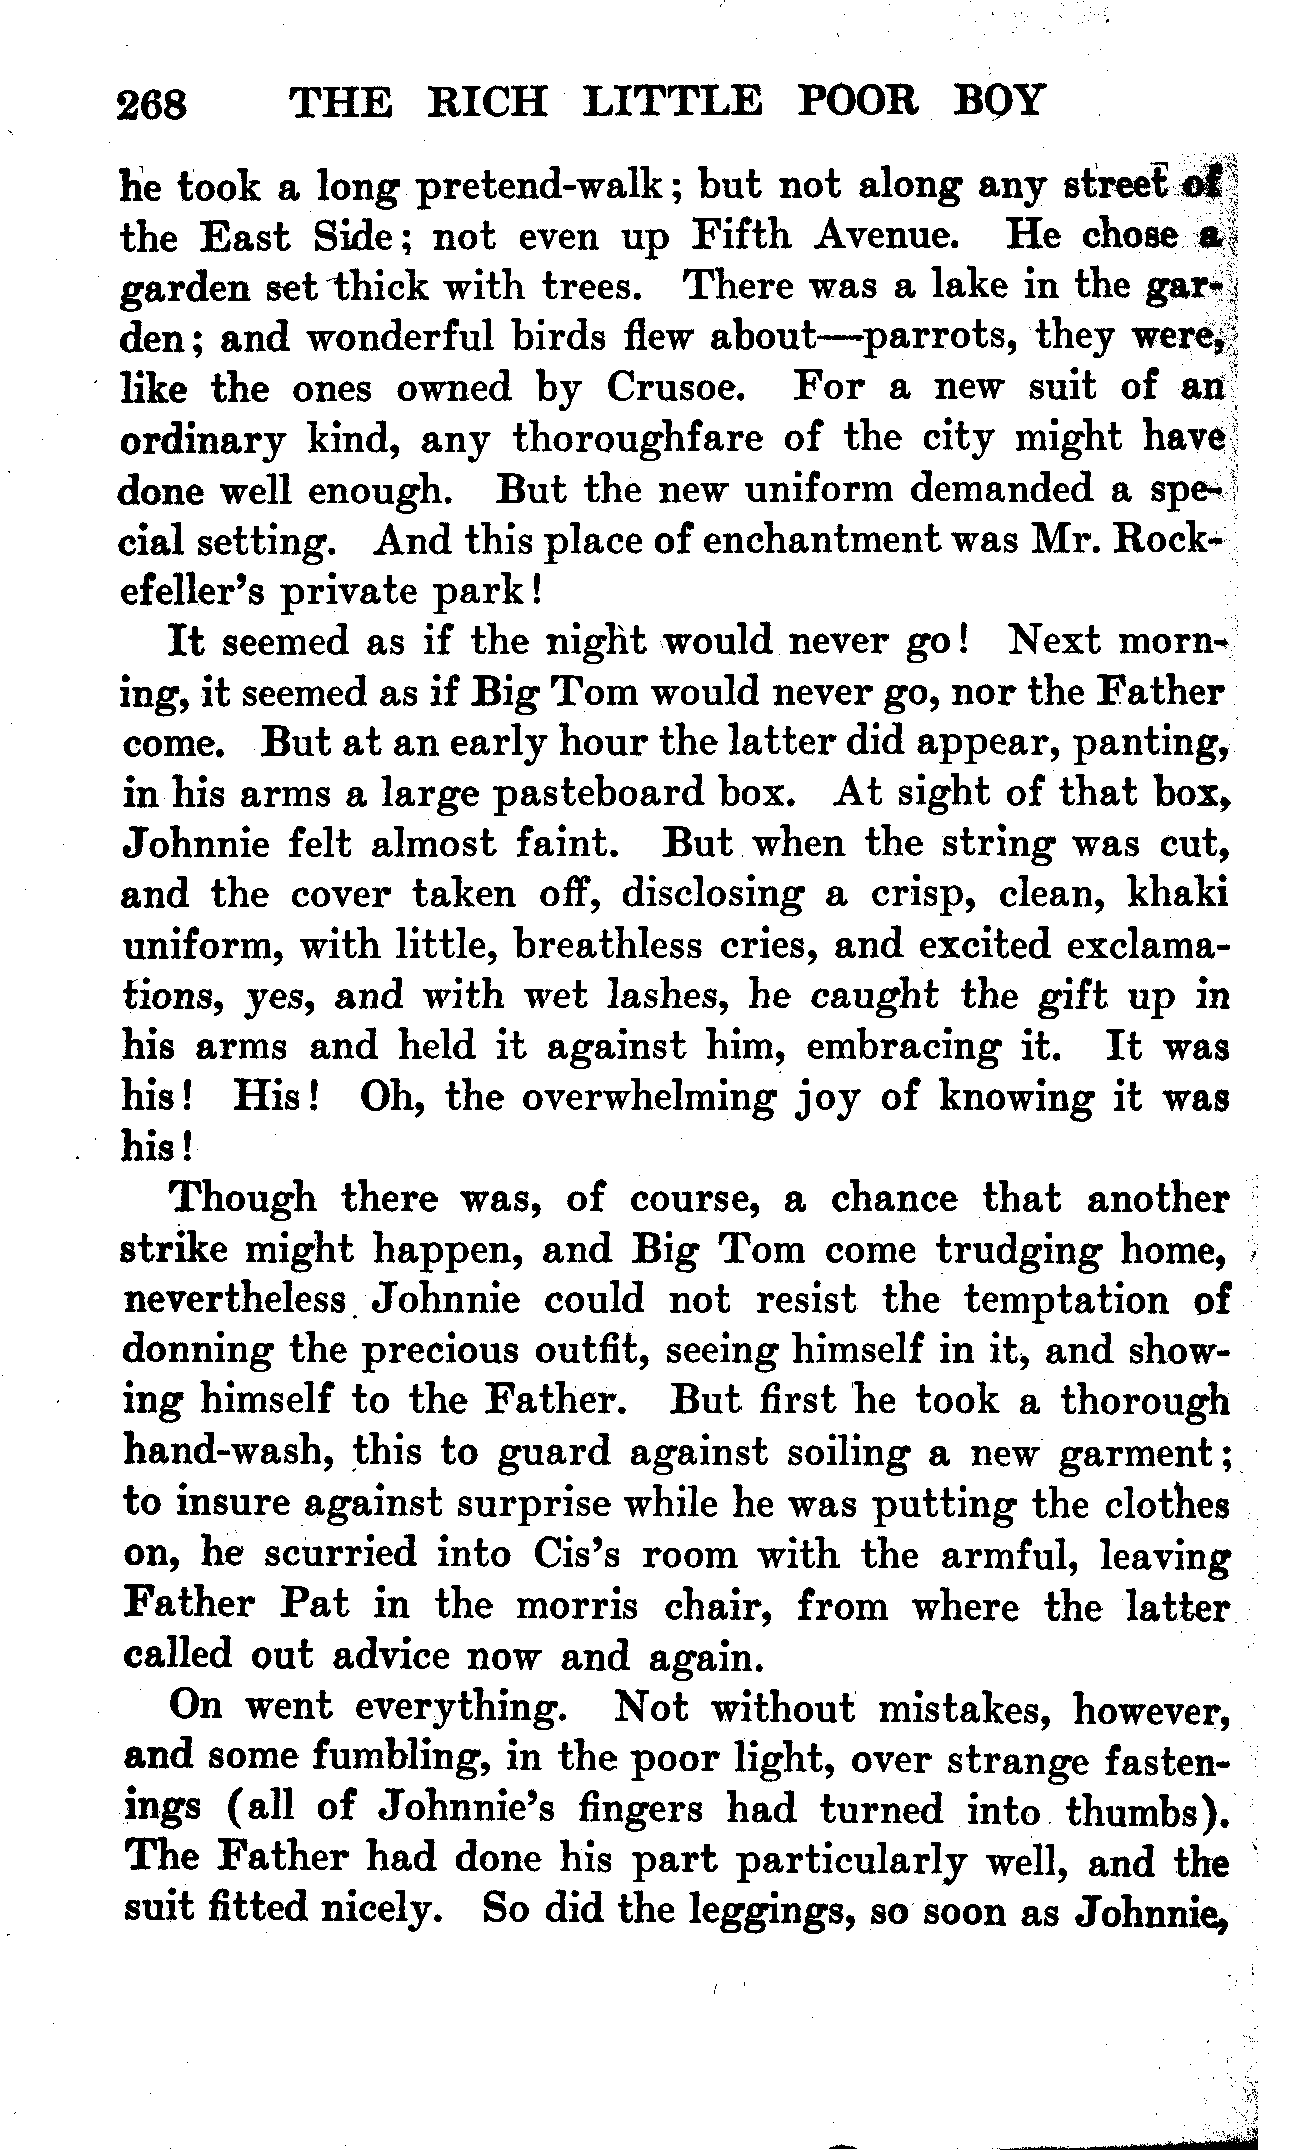 268 THE RICH LITTLE POOR BOY
he took a long pretend-walk; but not along any street of
the East Side; not even up Fifth Avenue. He chose a
garden set thick with trees. There was a lake in the gar-
den; and wonderful birds flew about—parrots, they were,
like the ones owned by Crusoe. For a new suit of an
ordinary kind, any thoroughfare of the city might have
done well enough. But the new uniform demanded a spe-
cial setting. And this place of enchantment was Mr. Rock-
efeller's private park!
It seemed as if the night would never go! Next morn-
ing, it seemed as if Big Tom would never go, nor the Father
come. But at an early hour the latter did appear, panting,
in his arms a large pasteboard box. At sight of that box,
Johnnie felt almost faint. But when the string was cut,
and the cover taken off, disclosing a crisp, clean, khaki
uniform, with little, breathless cries, and excited exclama-
tions, yes, and with wet lashes, he caught the gift up in
his arms and held it against him, embracing it. It was
his! His! Oh, the overwhelming joy of knowing it was
his!
Though there was, of course, a chance that another
strike might happen, and Big Tom come trudging home,
nevertheless Johnnie could not resist the temptation of
donning the precious outfit, seeing himself in it, and show-
ing himself to the Father. But first he took a thorough
hand-wash, this to guard against soiling a new garment;
to insure against surprise while he was putting the clothes
on, he scurried into Cis's room with the armful, leaving
Father Pat in the morris chair, from where the latter
called out advice now and again.
On went everything. Not without mistakes, however,
and some fumbling, in the poor light, over strange fasten-
ings (all of Johnnie's fingers had turned into thumbs).
The Father had done his part particularly well, and the
suit fitted nicely. So did the leggings, so soon as Johnnie,